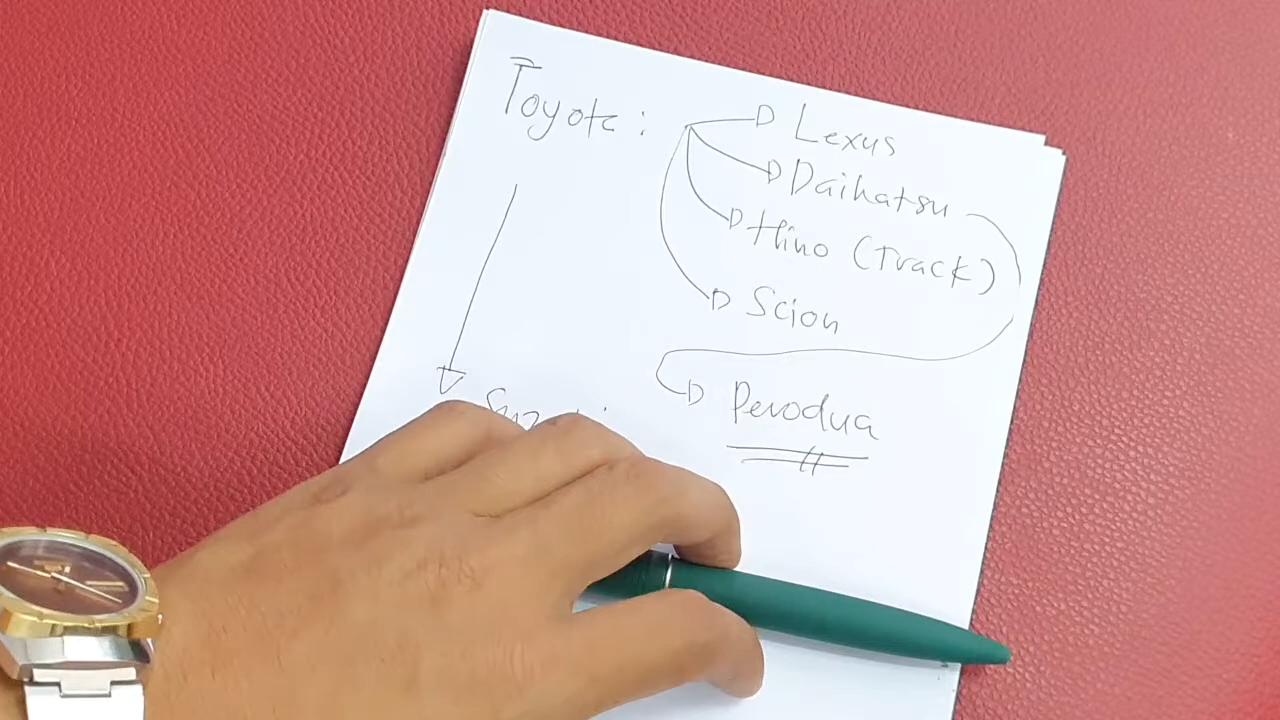 Toyota :
Lexus
Daihatsu
Hino (Track)
Scion
Perodua